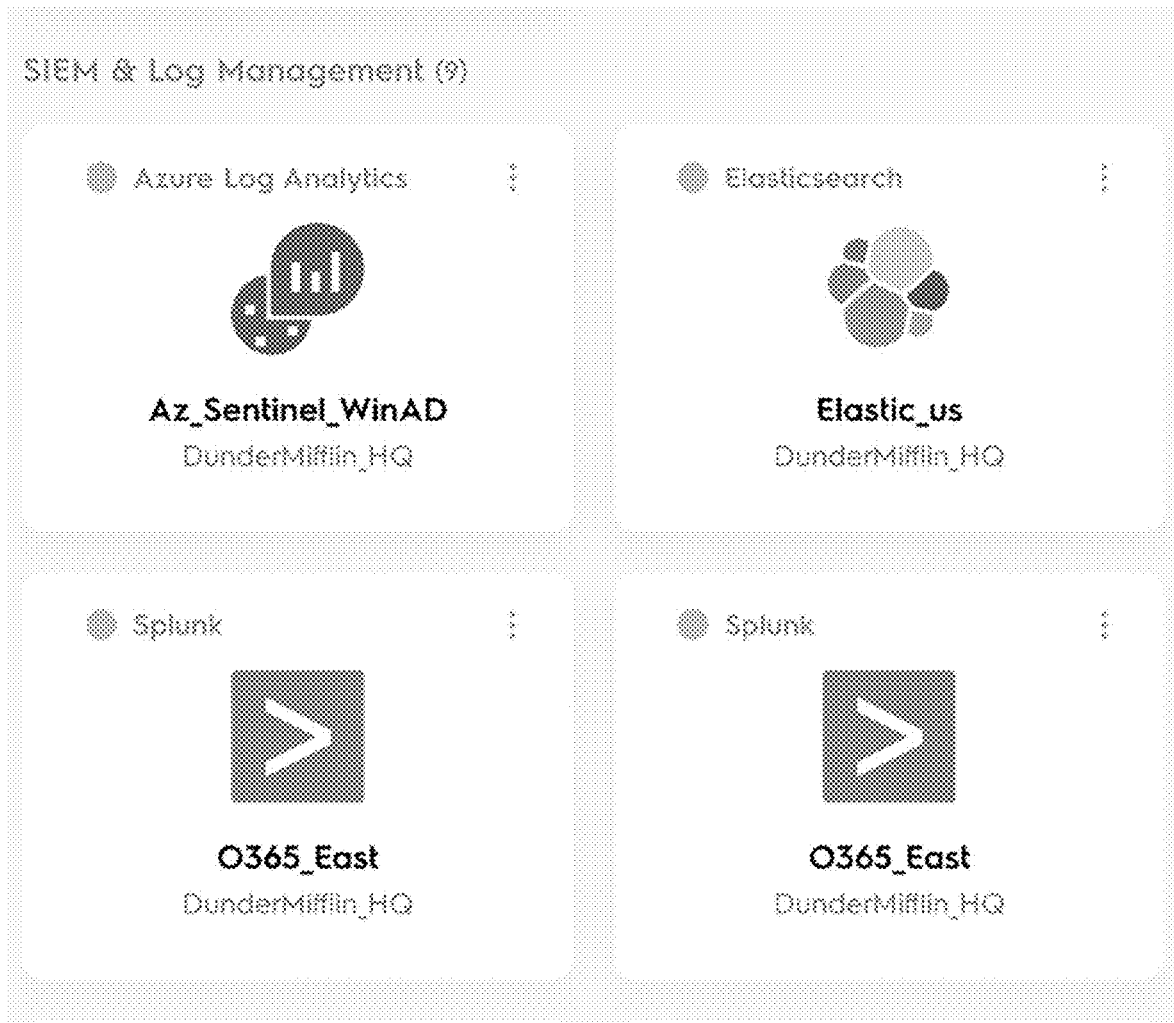 SIEM & Log Management (9)
Azure Log Analytics
Az_Sentinel_WinAD
DunderMifflin_HQ
Elasticsearch
Elastic_us
DunderMifflin_HQ
Splunk
O365_East
DunderMifflin_HQ
Splunk
O365_East
DunderMifflin_HQ